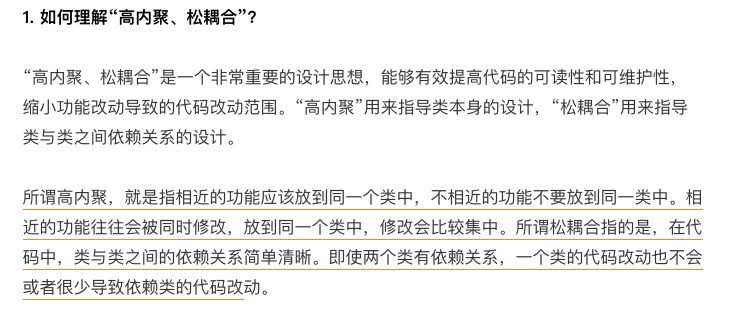 1. 如何理解“高内聚、松耦合”？
“高内聚、松耦合”是一个非常重要的设计思想，能够有效提高代码的可读性和可维护性，
缩小功能改动导致的代码改动范围。“高内聚”用来指导类本身的设计，“松耦合”用来指导
类与类之间依赖关系的设计。
所谓高内聚，就是指相近的功能应该放到同一个类中，不相近的功能不要放到同一类中。相
近的功能往往会被同时修改，放到同一个类中，修改会比较集中。所谓松耦合指的是，在代
码中，类与类之间的依赖关系简单清晰。即使两个类有依赖关系，一个类的代码改动也不会
或者很少导致依赖类的代码改动。